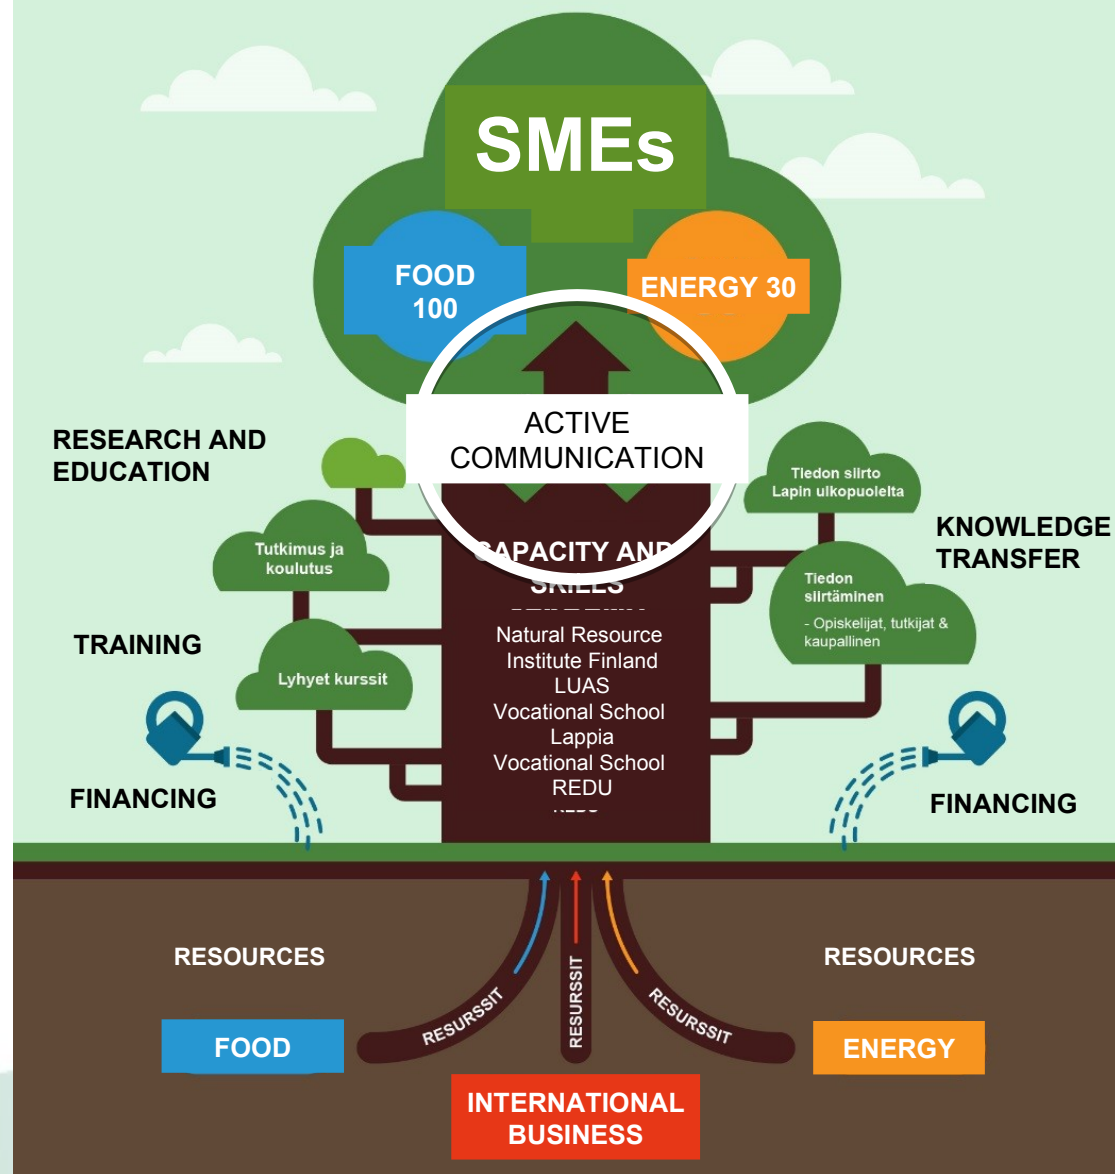 SMEs
FOOD
100
ENERGY 30
ACTIVE
COMMUNICATION
RESEARCH AND
EDUCATION
Tutkimus ja
koulutus
TRAINING
Lyhyet kurssit
FINANCING
CAPACITY AND
SKILLS
Natural Resource
Institute Finland
LUAS
Vocational School
Lappia
Vocational School
REDU
Tiedon siirto
Lapin ulkopuolelta
KNOWLEDGE
TRANSFER
Tiedon
siirtäminen
- Opiskelijat, tutkijat &
kaupallinen
FINANCING
RESOURCES
RESOURCES
RESURSSIT
RESURSSIT
RESURSSIT
FOOD
ENERGY
INTERNATIONAL
BUSINESS